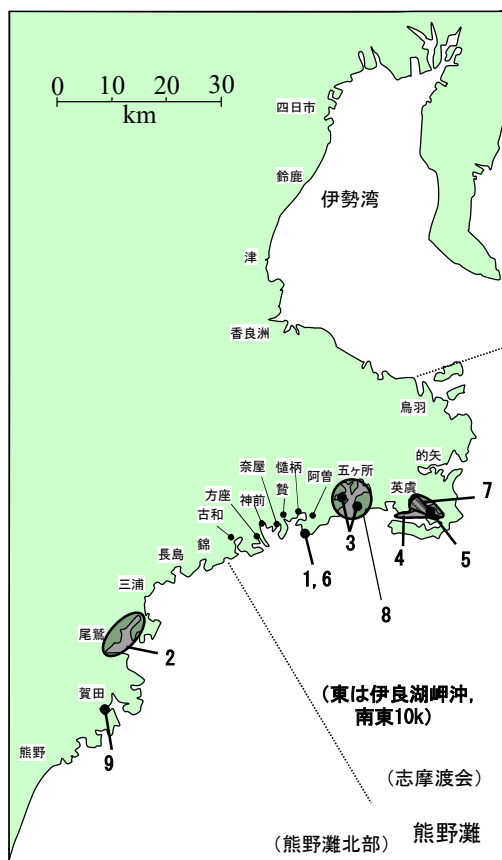 0 10 20 30
km
四日市
鈴鹿
伊勢湾
津
香良洲
鳥羽
的矢
英虞
五ヶ所
阿曽
慥柄
贄
奈屋
神前
方座
古和
錦
長島
三浦
尾鷲
賀田
熊野
7
5
4
3
8
1, 6
2
9
(東は伊良湖岬沖,
南東10k)
(志摩渡会)
(熊野灘北部)
熊野灘